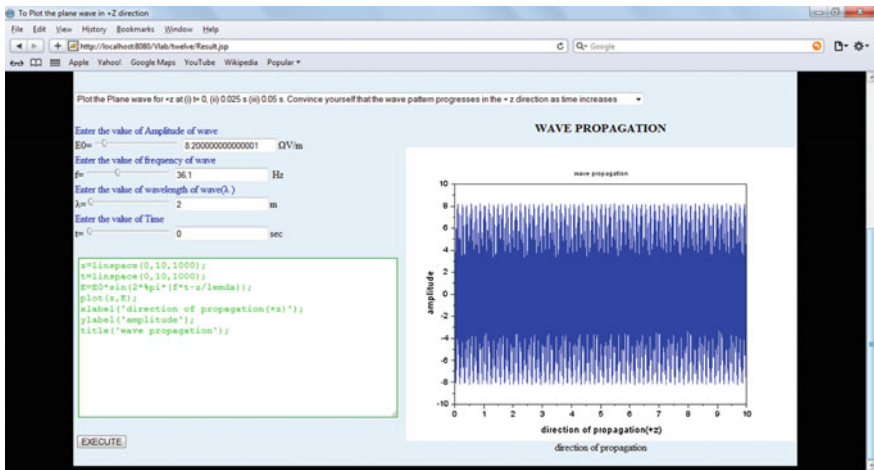 To Plot the plane wave in +Z direction
File Edit View History Bookmarks Window Help
http://localhost:8080/Vlab/twelve/Result.jsp
Google
Apple Yahoo! Google Maps YouTube Wikipedia Popular
Plot the Plane wave for +z at (i) t= 0, (ii) 0.025 s (iii) 0.05 s. Convince yourself that the wave pattern progresses in the + z direction as time increases
Enter the value of Amplitude of wave
E0= 8.200000000000001 ΩV/m
Enter the value of frequency of wave
f= 36.1 Hz
Enter the value of wavelength of wave(λ )
λ= 2 m
Enter the value of Time
t= 0 sec
z=linspace(0,10,1000);
t=linspace(0,10,1000);
E=E0*sin(2*%pi*(f*t-z/lemda));
plot(z,E);
xlabel('direction of propagation(+z)');
ylabel('amplitude');
title('wave propagation');
EXECUTE
WAVE PROPAGATION
wave propagation
10
8
6
4
2
0
-2
-4
-6
-8
-10
amplitude
0 1 2 3 4 5 6 7 8 9 10
direction of propagation(+z)
direction of propagation